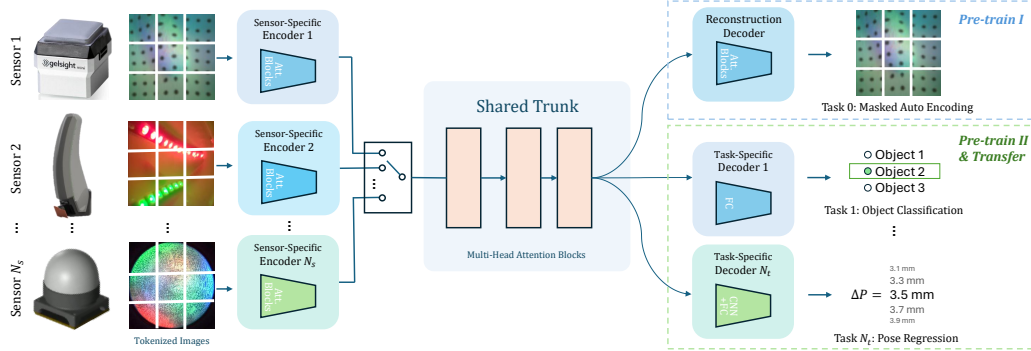 Sensor 1
gelsight
Sensor-Specific
Encoder 1
Att.
Blocks
Sensor 2
Sensor-Specific
Encoder 2
Att.
Blocks
...
...
...
Sensor Nₛ
Sensor-Specific
Encoder Nₛ
Att.
Blocks
Tokenized Images
...
Shared Trunk
Multi-Head Attention Blocks
Pre-train I
Reconstruction
Decoder
Att.
Blocks
Task 0: Masked Auto Encoding
Pre-train II
& Transfer
Task-Specific
Decoder 1
FC
Object 1
Object 2
Object 3
Task 1: Object Classification
...
Task-Specific
Decoder Nₜ
CNN
+FC
3.1 mm
3.3 mm
ΔP = 3.5 mm
3.7 mm
3.9 mm
Task Nₜ: Pose Regression